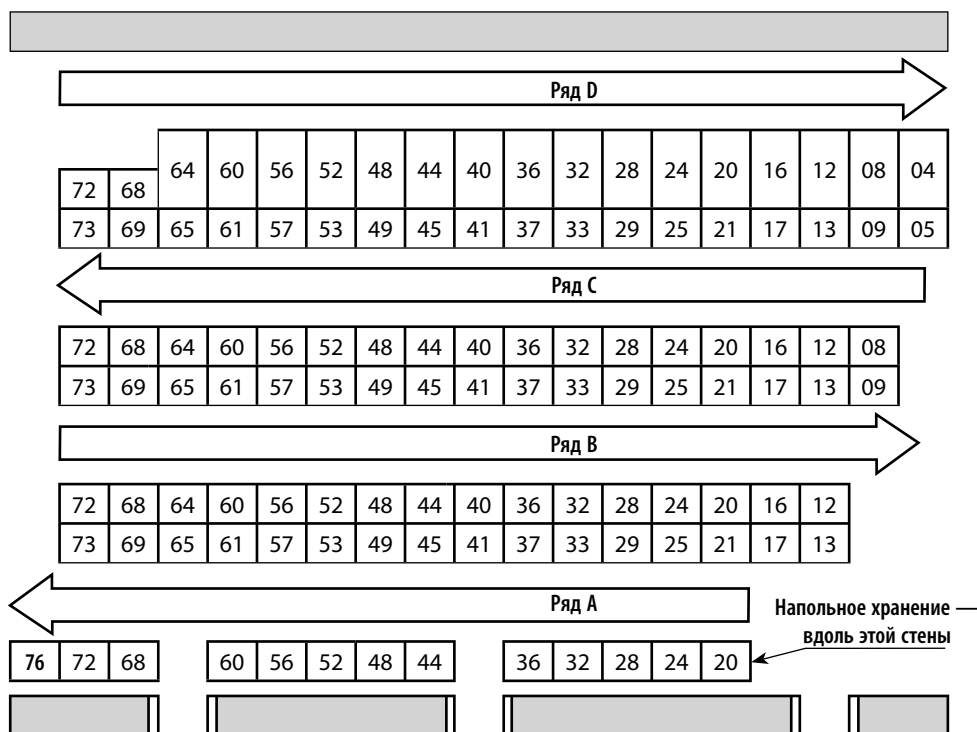 Ряд D
64 60 56 52 48 44 40 36 32 28 24 20 16 12 08 04
72 68
73 69 65 61 57 53 49 45 41 37 33 29 25 21 17 13 09 05
Ряд C
72 68 64 60 56 52 48 44 40 36 32 28 24 20 16 12 08
73 69 65 61 57 53 49 45 41 37 33 29 25 21 17 13 09
Ряд B
72 68 64 60 56 52 48 44 40 36 32 28 24 20 16 12
73 69 65 61 57 53 49 45 41 37 33 29 25 21 17 13
Ряд A
Напольное хранение
вдоль этой стены
76 72 68 60 56 52 48 44 36 32 28 24 20